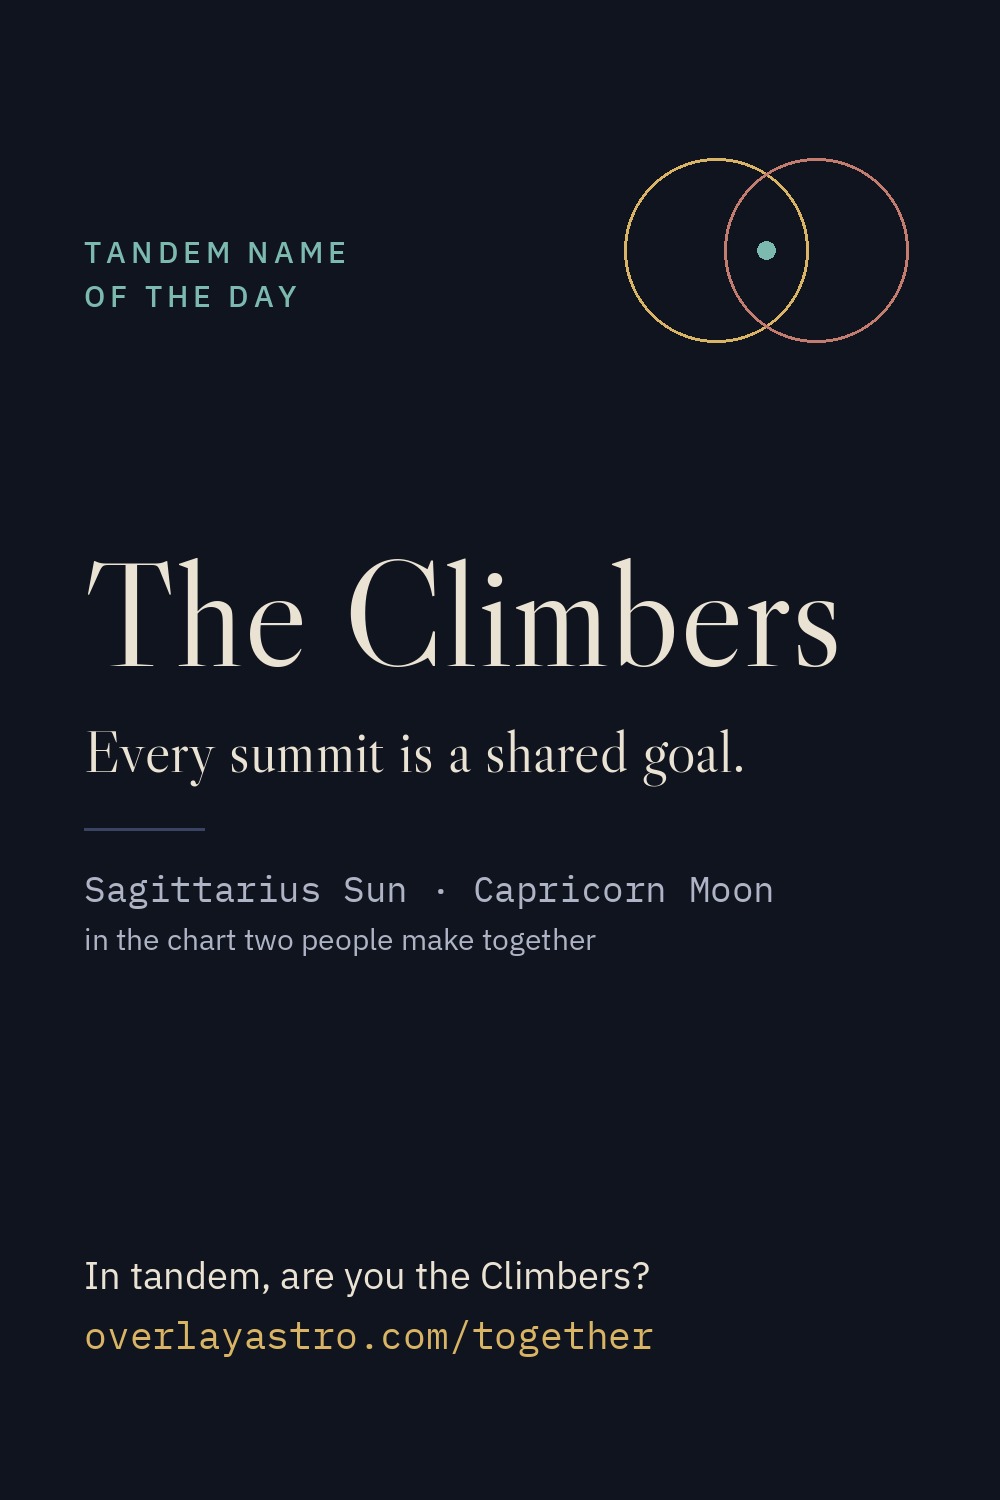 TANDEM NAME
OF THE DAY
The Climbers
Every summit is a shared goal.
Sagittarius Sun · Capricorn Moon
in the chart two people make together
In tandem, are you the Climbers?
overlayastro.com/together